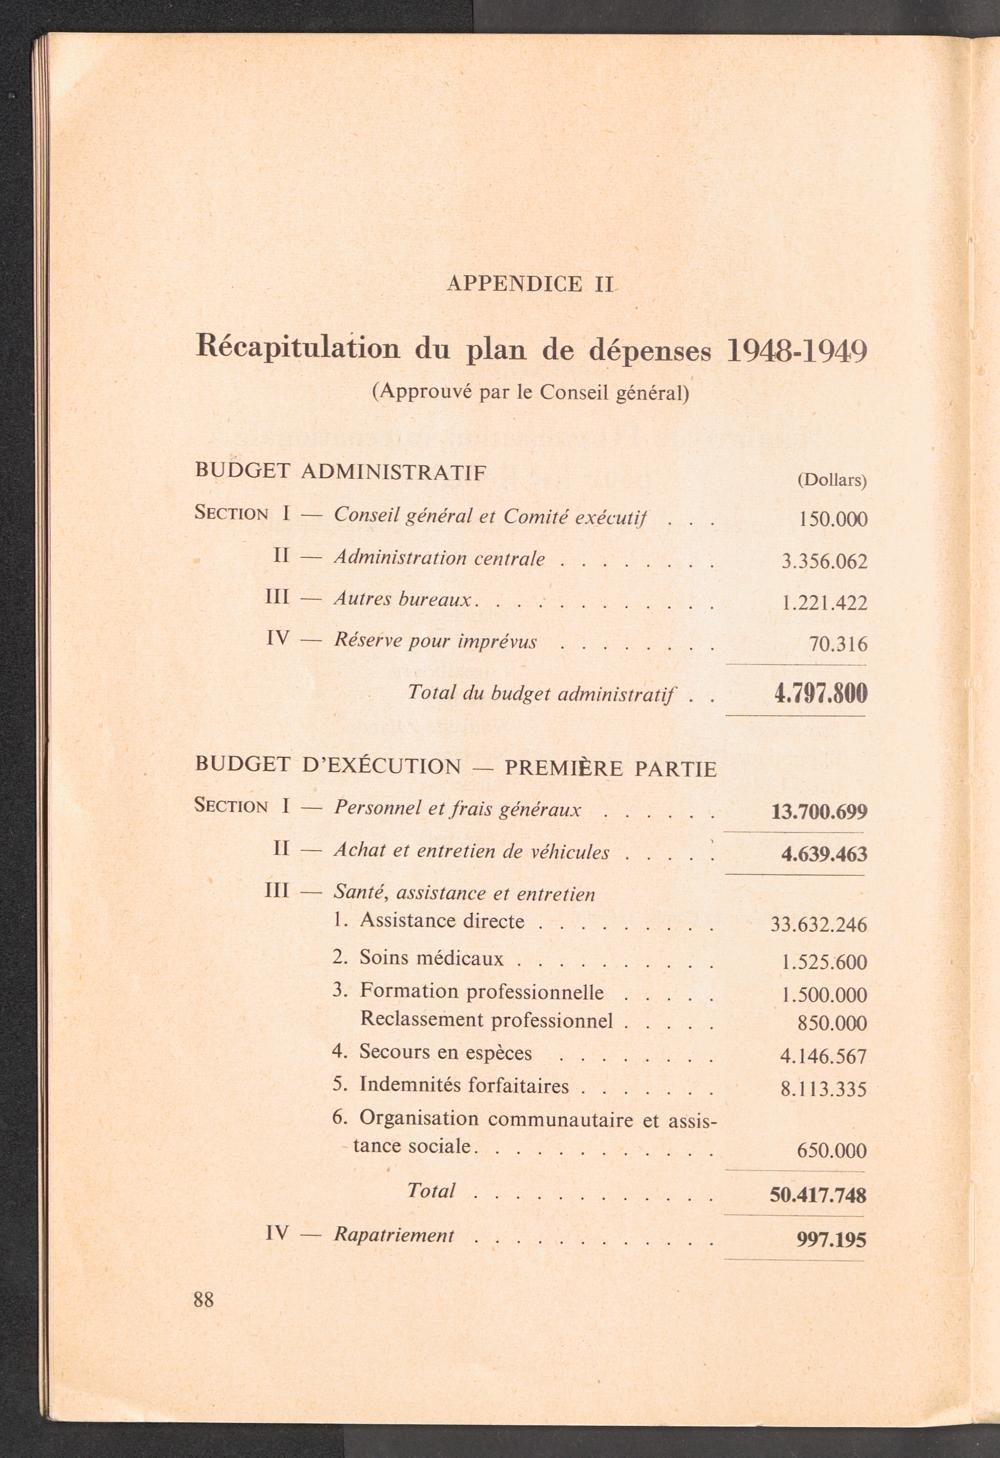 APPENDICE II
Récapitulation du plan de dépenses 1948-1949
(Approuvé par le Conseil général)
BUDGET ADMINISTRATIF (Dollars)
SECTION I — Conseil général et Comité exécutif . . . 150.000
II — Administration centrale . . . . . . . . 3.356.062
III — Autres bureaux. . . . . . . . . . . . 1.221.422
IV — Réserve pour imprévus . . . . . . . . 70.316
Total du budget administratif . . 4.797.800
BUDGET D'EXÉCUTION — PREMIÈRE PARTIE
SECTION I — Personnel et frais généraux . . . . . . 13.700.699
II — Achat et entretien de véhicules . . . . . 4.639.463
III — Santé, assistance et entretien
1. Assistance directe . . . . . . . . . 33.632.246
2. Soins médicaux . . . . . . . . . . 1.525.600
3. Formation professionnelle . . . . . 1.500.000
Reclassement professionnel . . . . . 850.000
4. Secours en espèces . . . . . . . . 4.146.567
5. Indemnités forfaitaires . . . . . . . 8.113.335
6. Organisation communautaire et assis-
tance sociale. . . . . . . . . . . . 650.000
Total . . . . . . . . . . . . 50.417.748
IV — Rapatriement . . . . . . . . . . . . 997.195
88